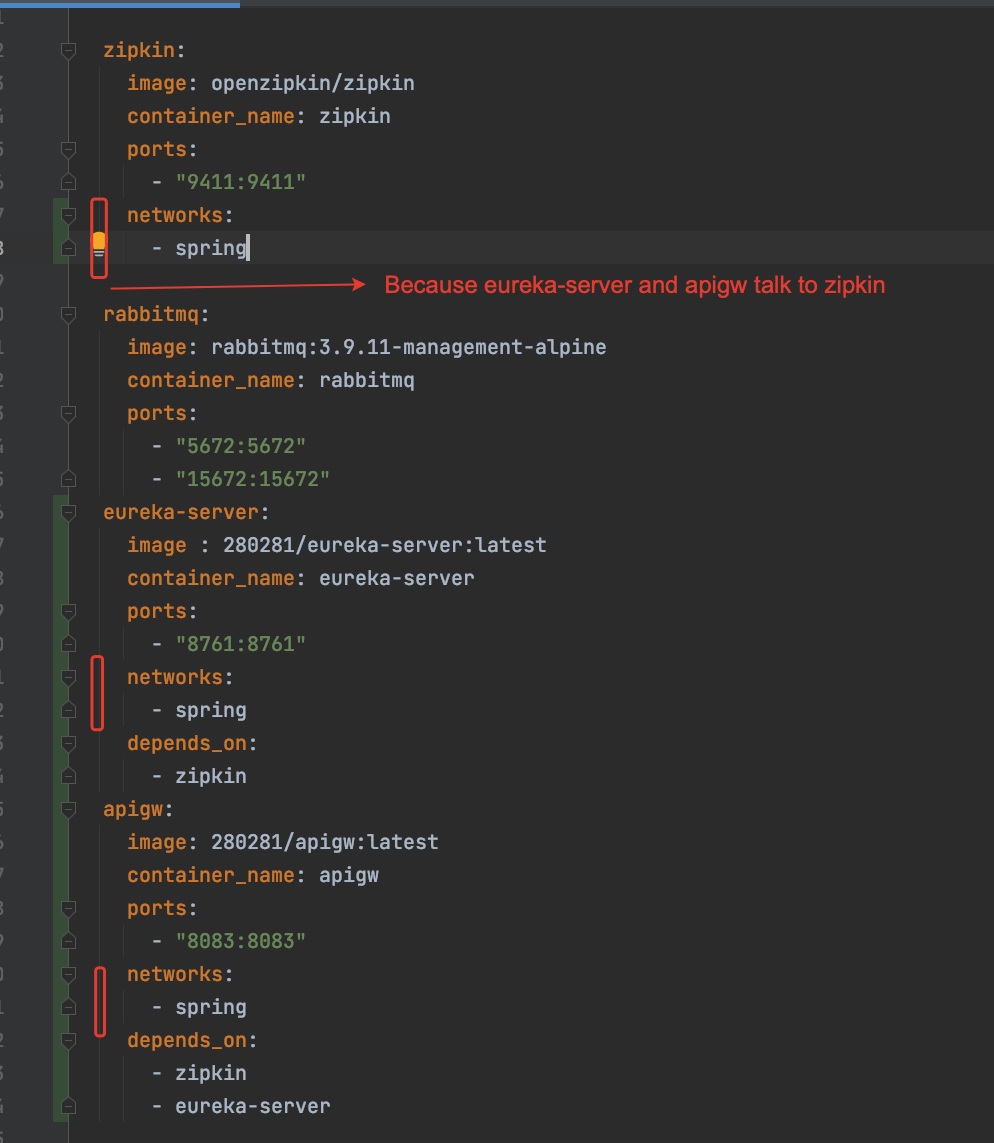 zipkin:
image: openzipkin/zipkin
container_name: zipkin
ports:
- "9411:9411"
networks:
- spring
Because eureka-server and apigw talk to zipkin
rabbitmq:
image: rabbitmq:3.9.11-management-alpine
container_name: rabbitmq
ports:
- "5672:5672"
- "15672:15672"
eureka-server:
image : 280281/eureka-server:latest
container_name: eureka-server
ports:
- "8761:8761"
networks:
- spring
depends_on:
- zipkin
apigw:
image: 280281/apigw:latest
container_name: apigw
ports:
- "8083:8083"
networks:
- spring
depends_on:
- zipkin
- eureka-server